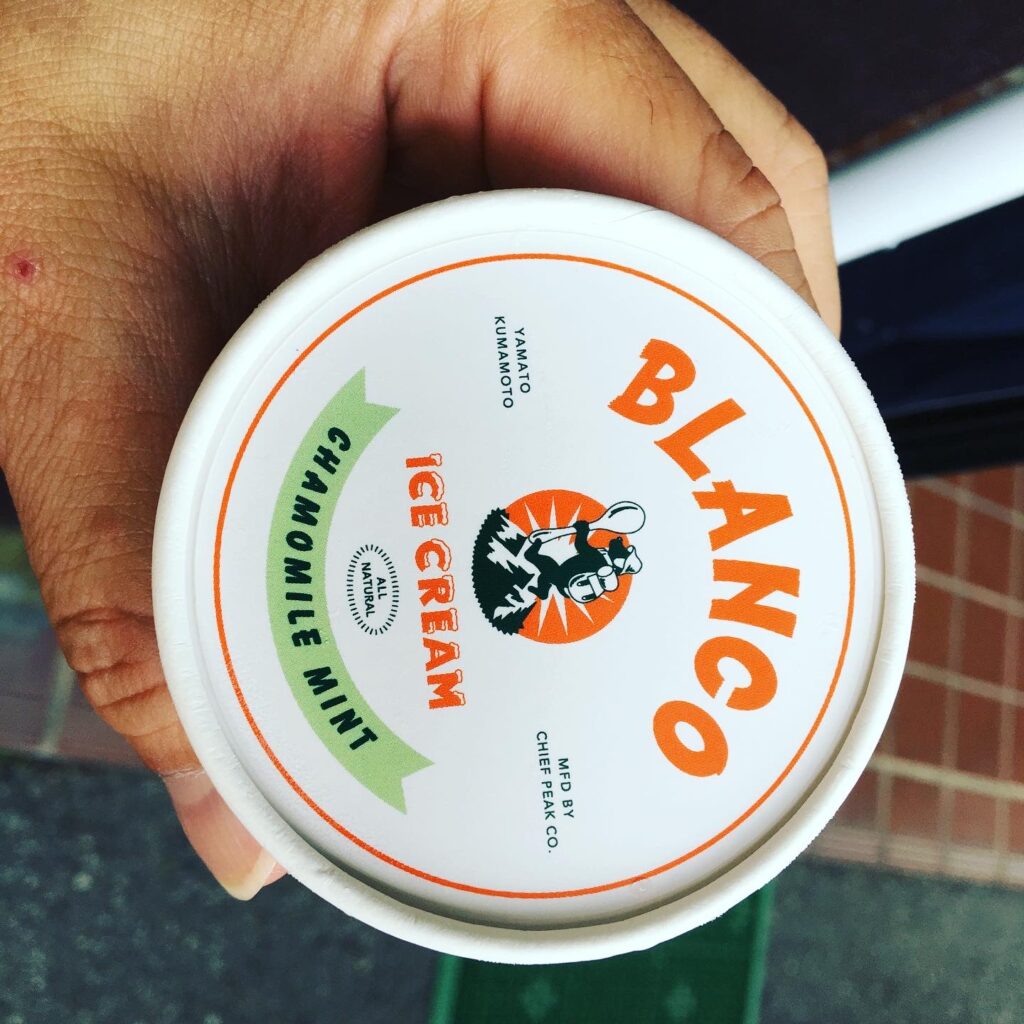 BLANCO
YAMATO
KUMAMOTO
MFD BY
CHIEF PEAK CO.
ICE CREAM
ALL
NATURAL
CHAMOMILE MINT